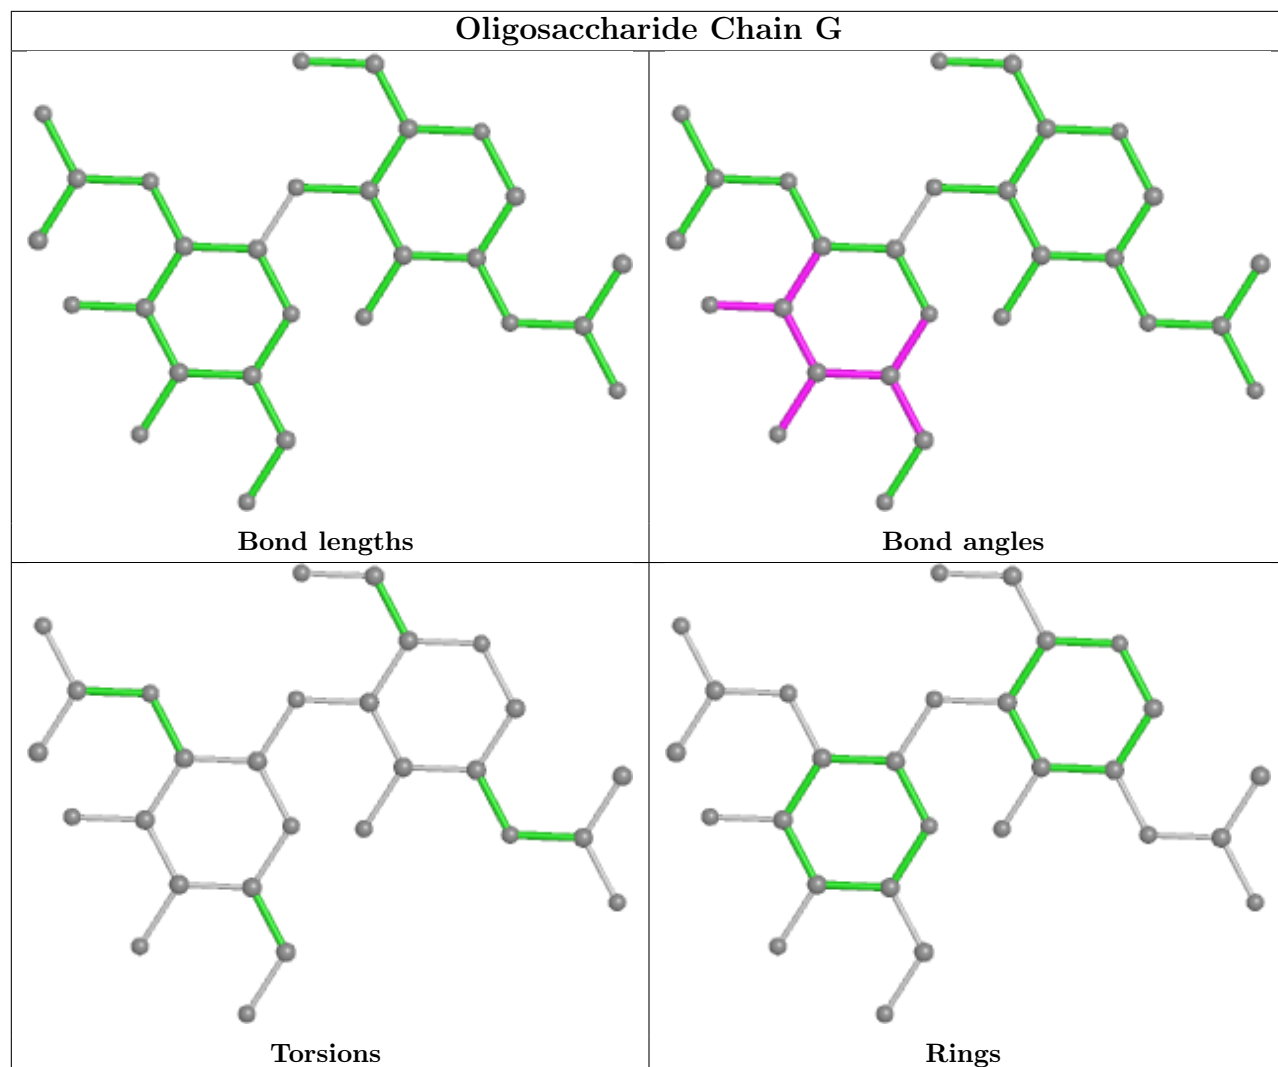 Oligosaccharide Chain G
Bond lengths
Bond angles
Torsions
Rings